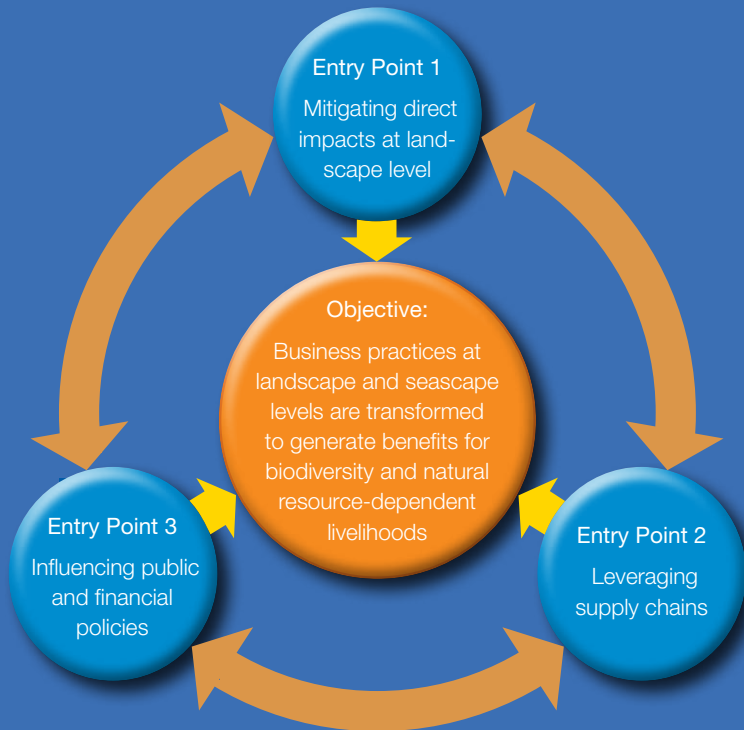 Entry Point 1
Mitigating direct
impacts at land-
scape level
Objective:
Business practices at
landscape and seascape
levels are transformed
to generate benefits for
biodiversity and natural
resource-dependent
livelihoods
Entry Point 3
Influencing public
and financial
policies
Entry Point 2
Leveraging
supply chains